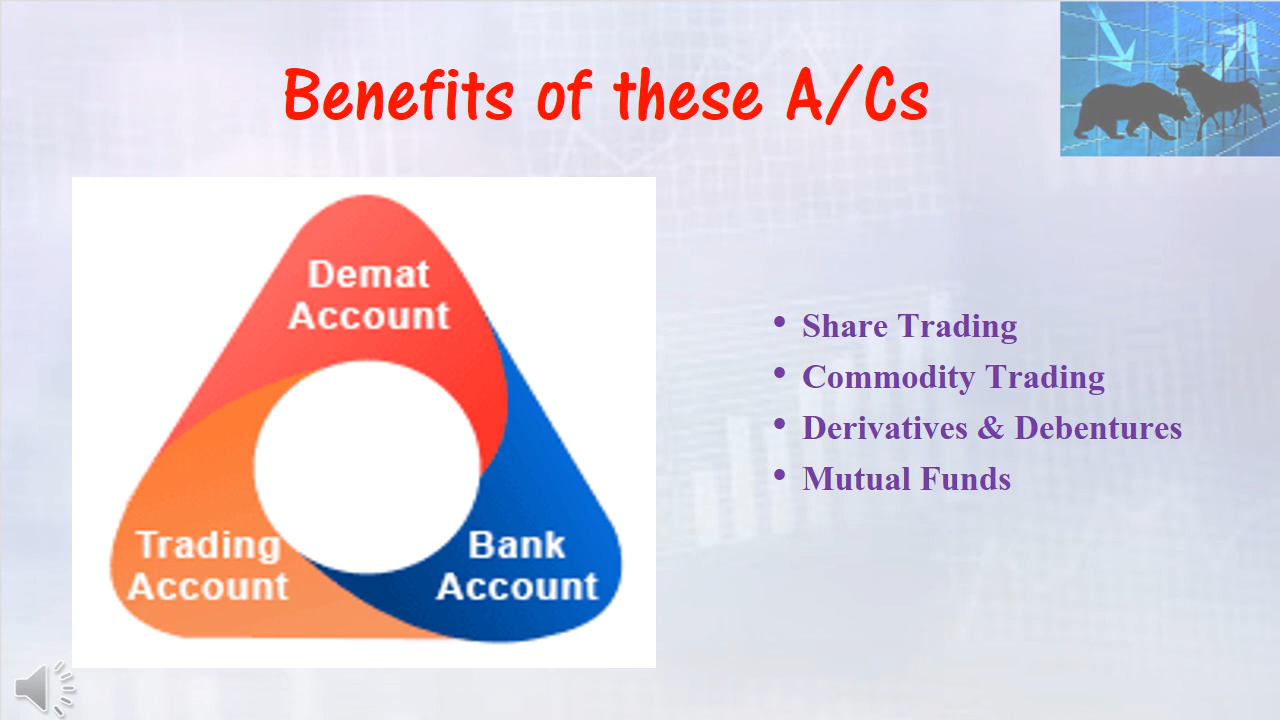 Benefits of these A/Cs
Demat
Account
Trading
Account
Bank
Account
• Share Trading
• Commodity Trading
• Derivatives & Debentures
• Mutual Funds